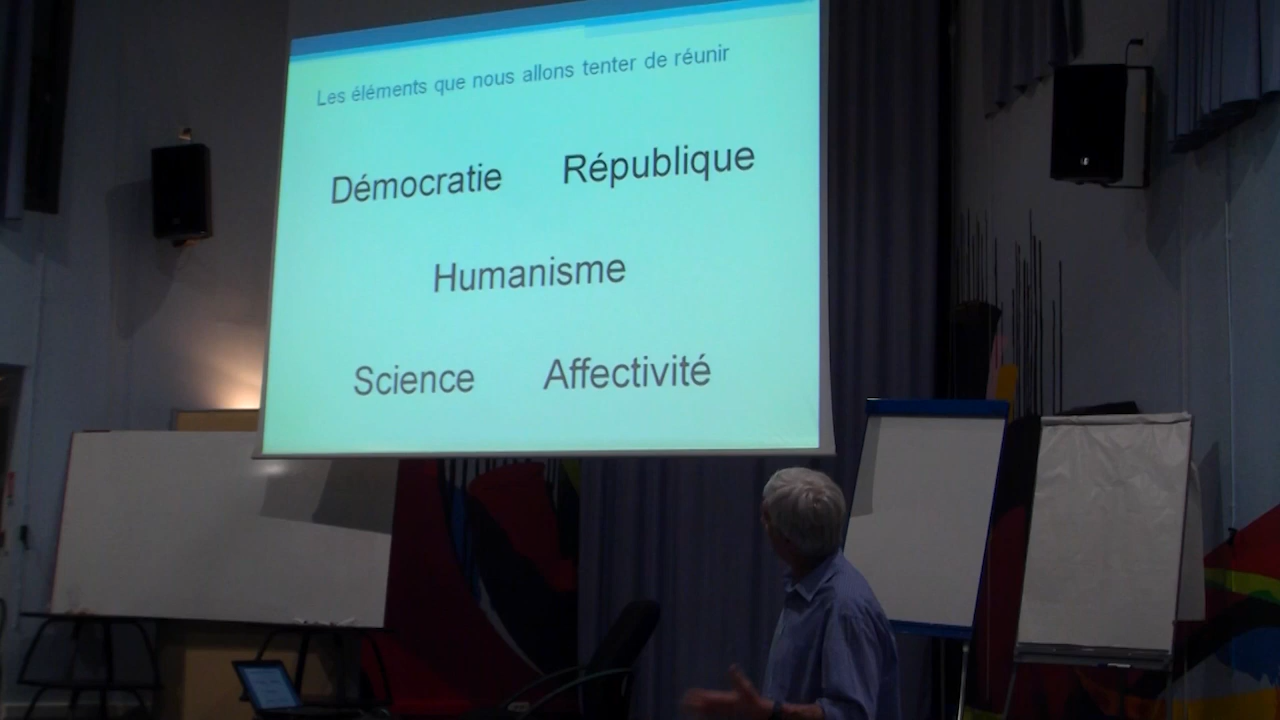 Les éléments que nous allons tenter de réunir
Démocratie République
Humanisme
Science Affectivité